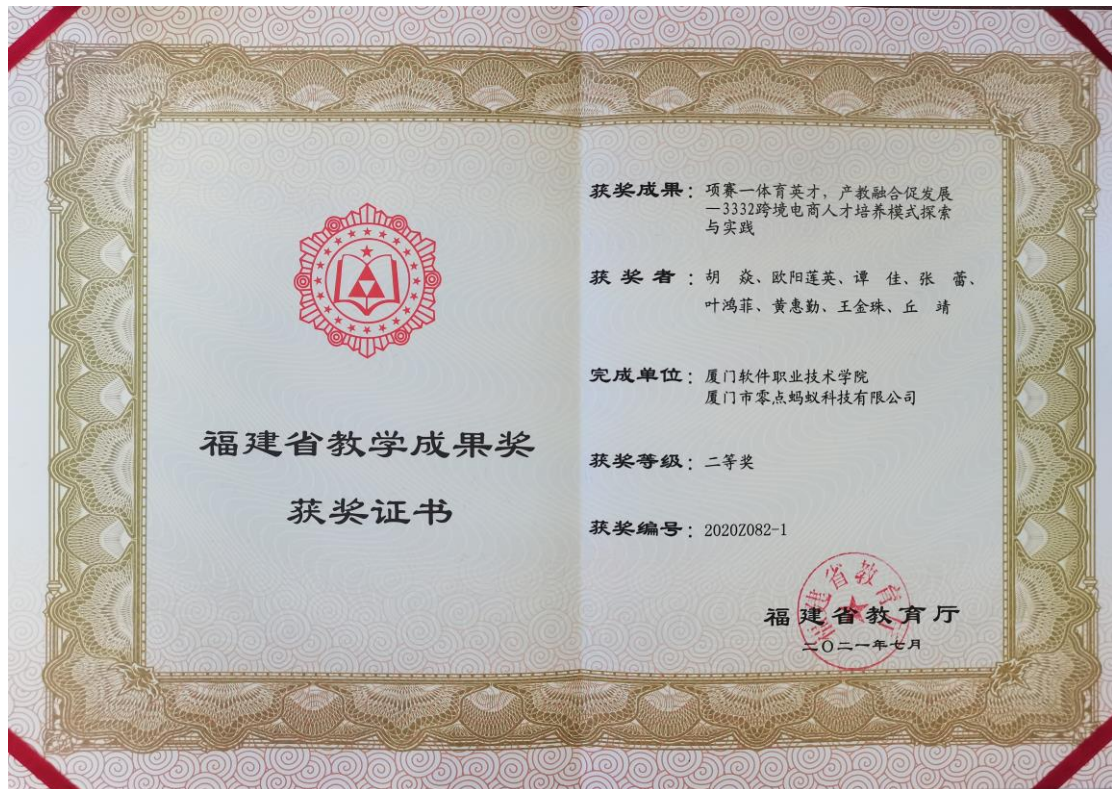 福建省教学成果奖
获奖证书
获奖成果：项赛一体育英才，产教融合促发展
—3332跨境电商人才培养模式探索
与实践
获奖者：胡 焱、欧阳莲英、谭 佳、张 蕾、
叶鸿菲、黄惠勤、王金珠、丘 靖
完成单位：厦门软件职业技术学院
厦门市零点蚂蚁科技有限公司
获奖等级：二等奖
获奖编号：2020Z082-1
福建省教育厅
福建省教育厅
二〇二一年七月